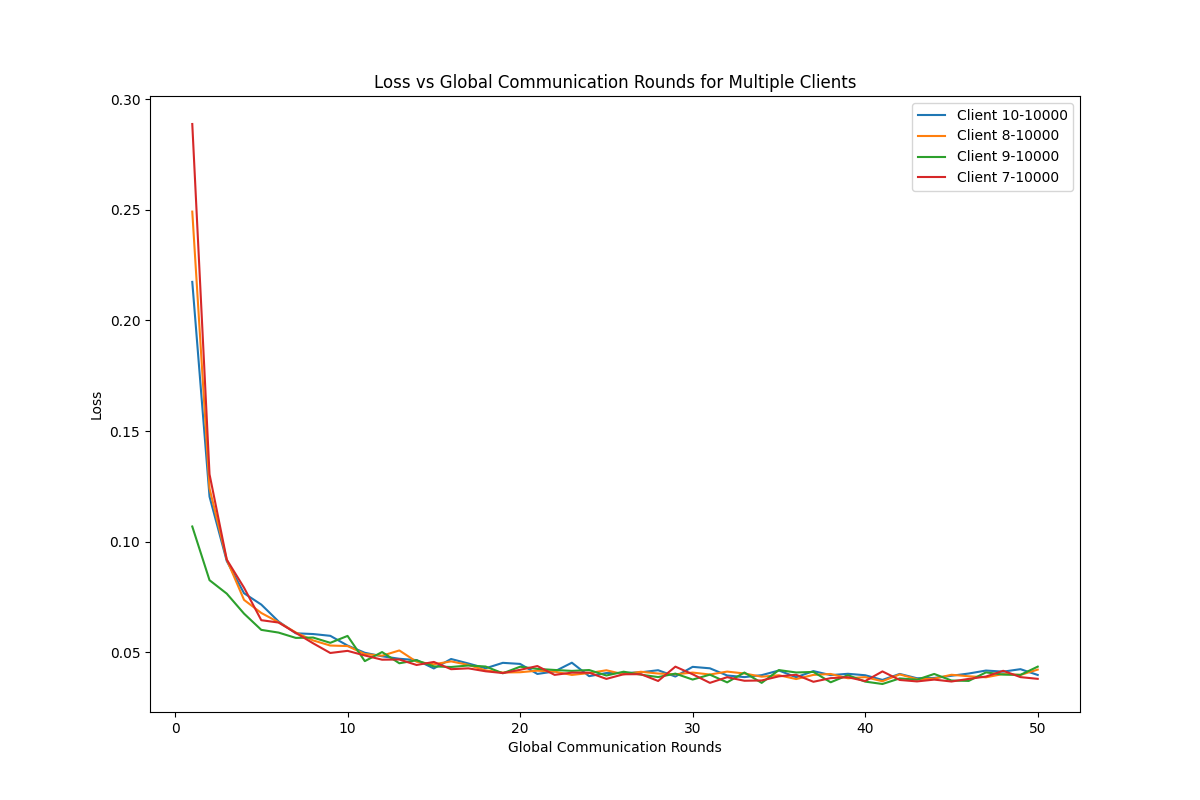 Loss vs Global Communication Rounds for Multiple Clients
Client 10-10000
Client 8-10000
Client 9-10000
Client 7-10000
0.30
0.25
0.20
0.15
0.10
0.05
Loss
0 10 20 30 40 50
Global Communication Rounds